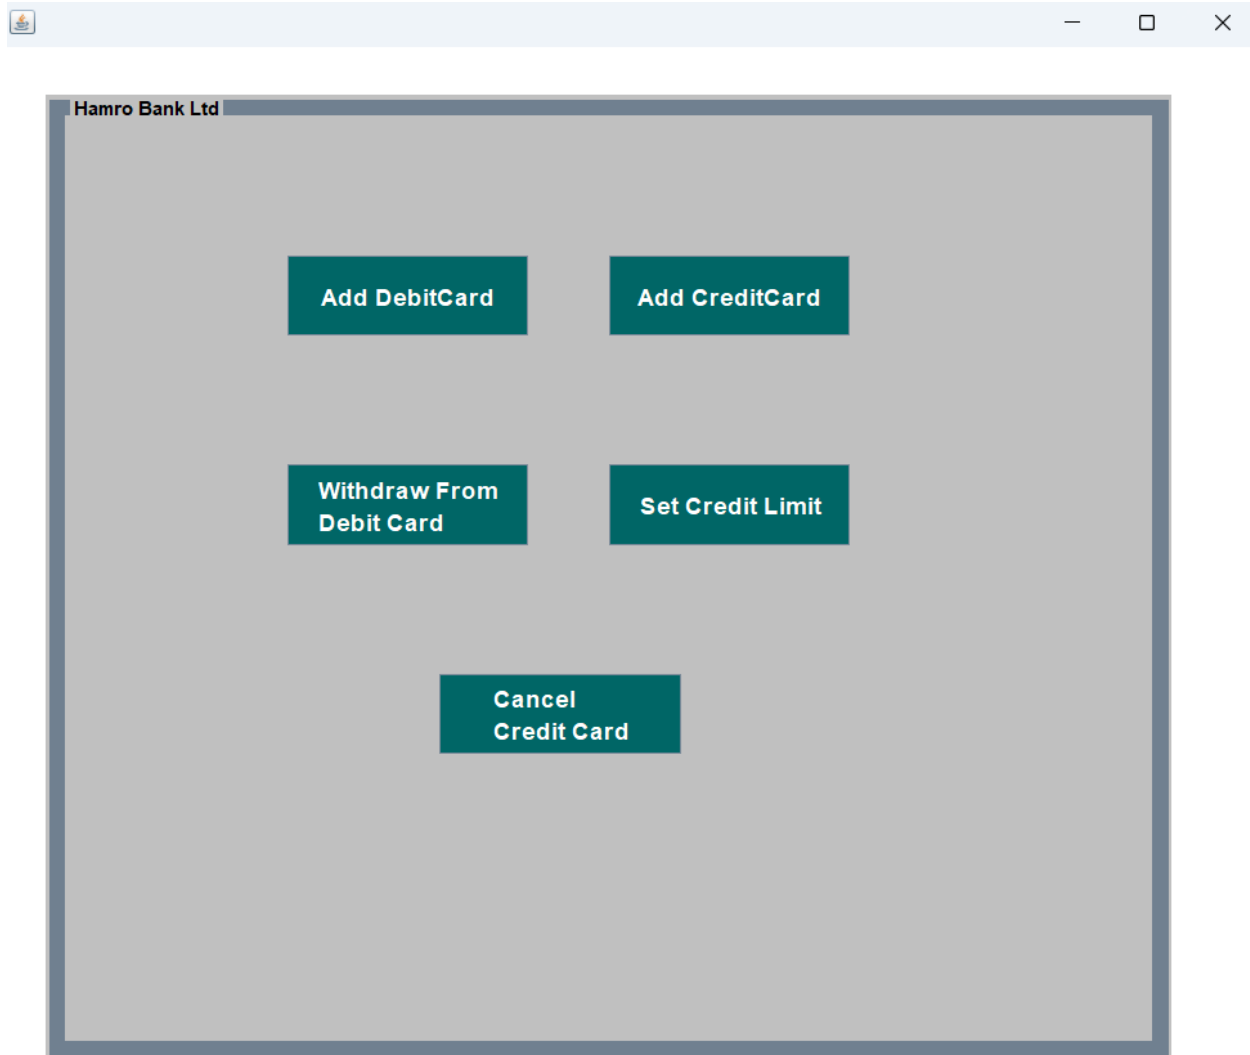 Hamro Bank Ltd
Add DebitCard
Add CreditCard
Withdraw From
Debit Card
Set Credit Limit
Cancel
Credit Card